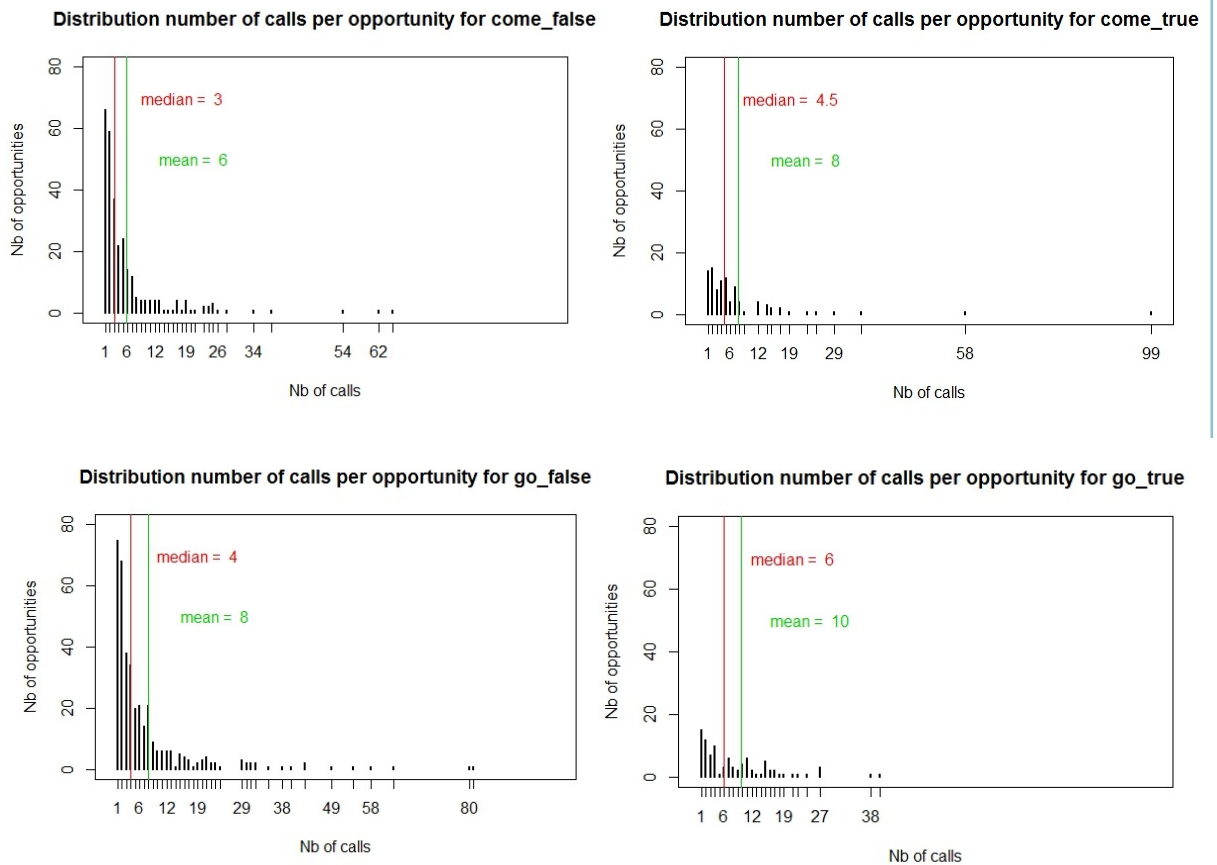 Distribution number of calls per opportunity for come_false
Nb of opportunities
80
60
40
20
0
median = 3
mean = 6
1 6 12 19 26 34 54 62
Nb of calls
Distribution number of calls per opportunity for come_true
Nb of opportunities
80
60
40
20
0
median = 4.5
mean = 8
1 6 12 19 29 58 99
Nb of calls
Distribution number of calls per opportunity for go_false
Nb of opportunities
80
60
40
20
0
median = 4
mean = 8
1 6 12 19 29 38 49 58 80
Nb of calls
Distribution number of calls per opportunity for go_true
Nb of opportunities
80
60
40
20
0
median = 6
mean = 10
1 6 12 19 27 38
Nb of calls